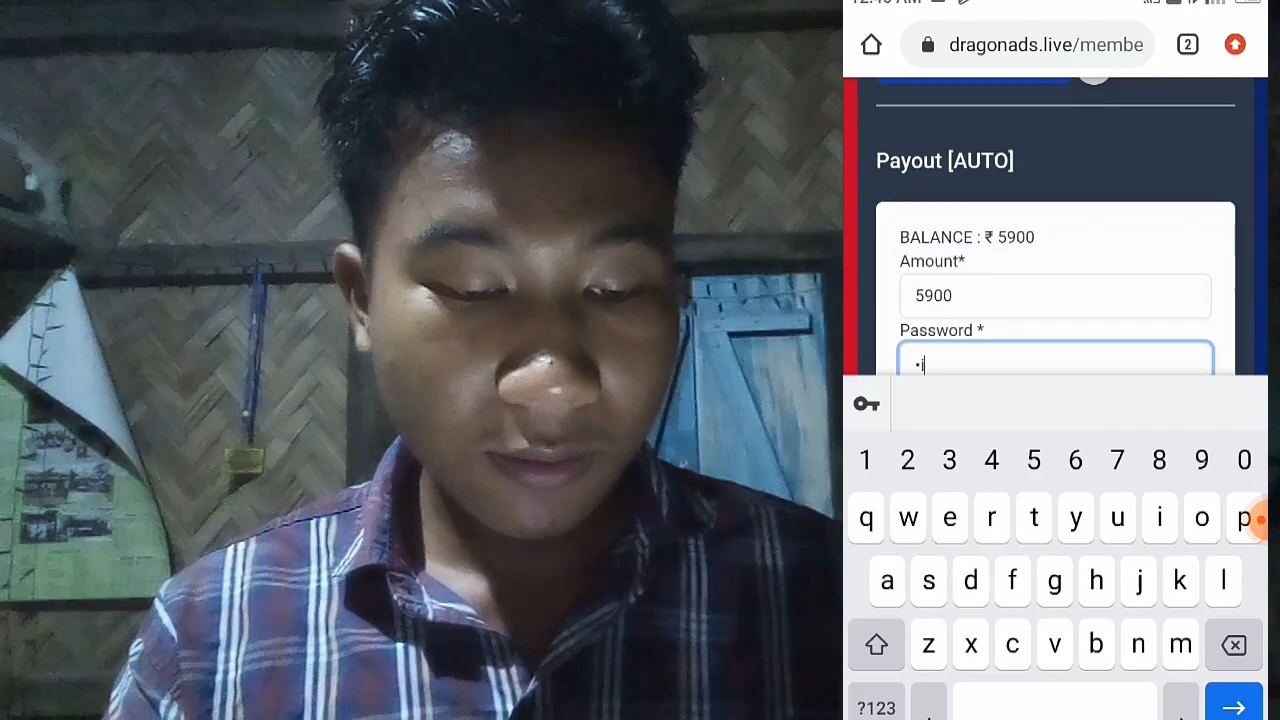 dragonads.live/membe
2
Payout [AUTO]
BALANCE : ₹ 5900
Amount*
5900
Password *
•i
1 2 3 4 5 6 7 8 9 0
q w e r t y u i o p
a s d f g h j k l
z x c v b n m
?123 , .